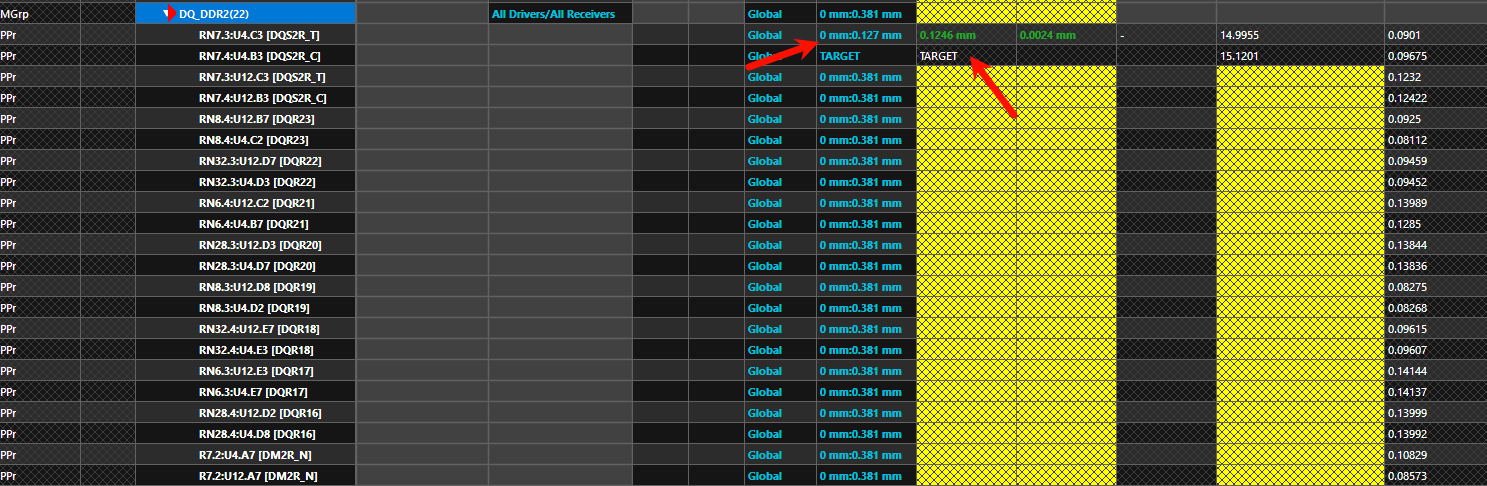 MGrp DQ_DDR2(22) All Drivers/All Receivers Global 0 mm:0.381 mm
PPr RN7.3:U4.C3 [DQS2R_T] Global 0 mm:0.127 mm 0.1246 mm 0.0024 mm - 14.9955 0.0901
PPr RN7.4:U4.B3 [DQS2R_C] Global TARGET TARGET 15.1201 0.09675
PPr RN7.3:U12.C3 [DQS2R_T] Global 0 mm:0.381 mm 0.1232
PPr RN7.4:U12.B3 [DQS2R_C] Global 0 mm:0.381 mm 0.12422
PPr RN8.4:U12.B7 [DQR23] Global 0 mm:0.381 mm 0.0925
PPr RN8.4:U4.C2 [DQR23] Global 0 mm:0.381 mm 0.08112
PPr RN32.3:U12.D7 [DQR22] Global 0 mm:0.381 mm 0.09459
PPr RN32.3:U4.D3 [DQR22] Global 0 mm:0.381 mm 0.09452
PPr RN6.4:U12.C2 [DQR21] Global 0 mm:0.381 mm 0.13989
PPr RN6.4:U4.B7 [DQR21] Global 0 mm:0.381 mm 0.1285
PPr RN28.3:U12.D3 [DQR20] Global 0 mm:0.381 mm 0.13844
PPr RN28.3:U4.D7 [DQR20] Global 0 mm:0.381 mm 0.13836
PPr RN8.3:U12.D8 [DQR19] Global 0 mm:0.381 mm 0.08275
PPr RN8.3:U4.D2 [DQR19] Global 0 mm:0.381 mm 0.08268
PPr RN32.4:U12.E7 [DQR18] Global 0 mm:0.381 mm 0.09615
PPr RN32.4:U4.E3 [DQR18] Global 0 mm:0.381 mm 0.09607
PPr RN6.3:U12.E3 [DQR17] Global 0 mm:0.381 mm 0.14144
PPr RN6.3:U4.E7 [DQR17] Global 0 mm:0.381 mm 0.14137
PPr RN28.4:U12.D2 [DQR16] Global 0 mm:0.381 mm 0.13999
PPr RN28.4:U4.D8 [DQR16] Global 0 mm:0.381 mm 0.13992
PPr R7.2:U4.A7 [DM2R_N] Global 0 mm:0.381 mm 0.10829
PPr R7.2:U12.A7 [DM2R_N] Global 0 mm:0.381 mm 0.08573